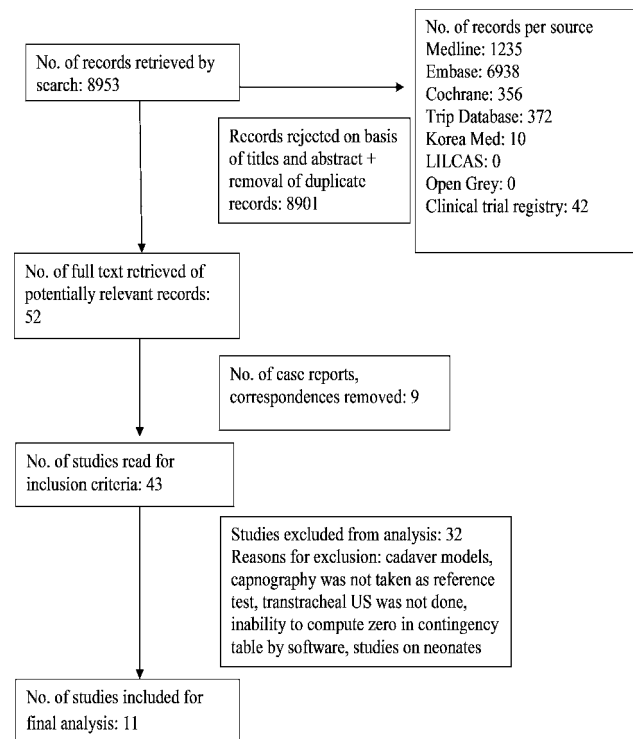 No. of records retrieved by
search: 8953
No. of records per source
Medline: 1235
Embase: 6938
Cochrane: 356
Trip Database: 372
Korea Med: 10
LILCAS: 0
Open Grey: 0
Clinical trial registry: 42
Records rejected on basis
of titles and abstract +
removal of duplicate
records: 8901
No. of full text retrieved of
potentially relevant records:
52
No. of case reports,
correspondences removed: 9
No. of studies read for
inclusion criteria: 43
Studies excluded from analysis: 32
Reasons for exclusion: cadaver models,
capnography was not taken as reference
test, transtracheal US was not done,
inability to compute zero in contingency
table by software, studies on neonates
No. of studies included for
final analysis: 11